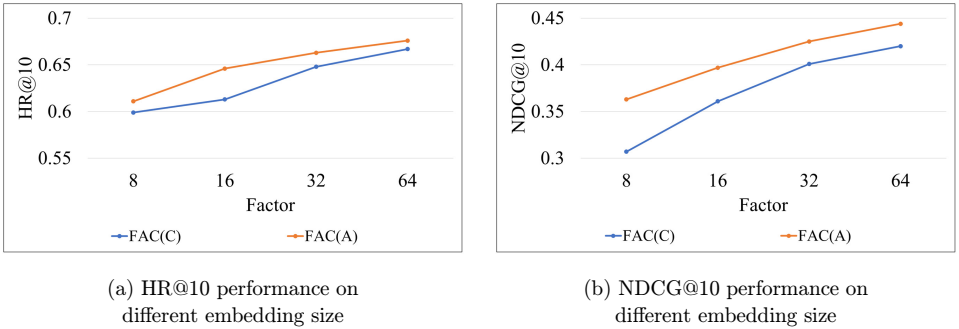 0.7
0.65
0.6
0.55
HR@10
8 16 32 64
Factor
FAC(C) FAC(A)
(a) HR@10 performance on
different embedding size
0.45
0.4
0.35
0.3
NDCG@10
8 16 32 64
Factor
FAC(C) FAC(A)
(b) NDCG@10 performance on
different embedding size